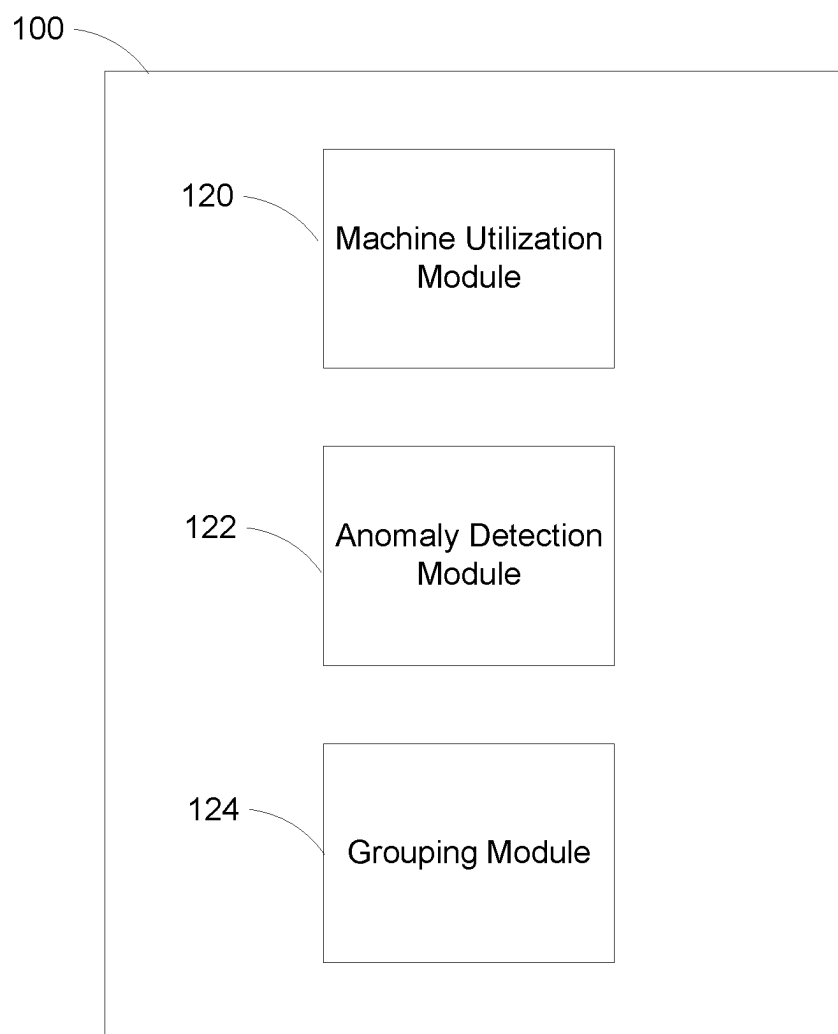 100
120
Machine Utilization
Module
122
Anomaly Detection
Module
124
Grouping Module